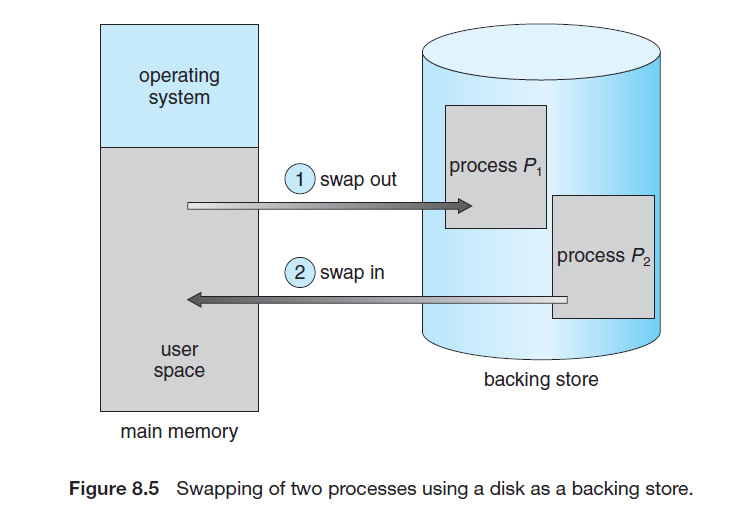 operating
system
1 swap out
process P1
2 swap in
process P2
user
space
backing store
main memory
Figure 8.5 Swapping of two processes using a disk as a backing store.